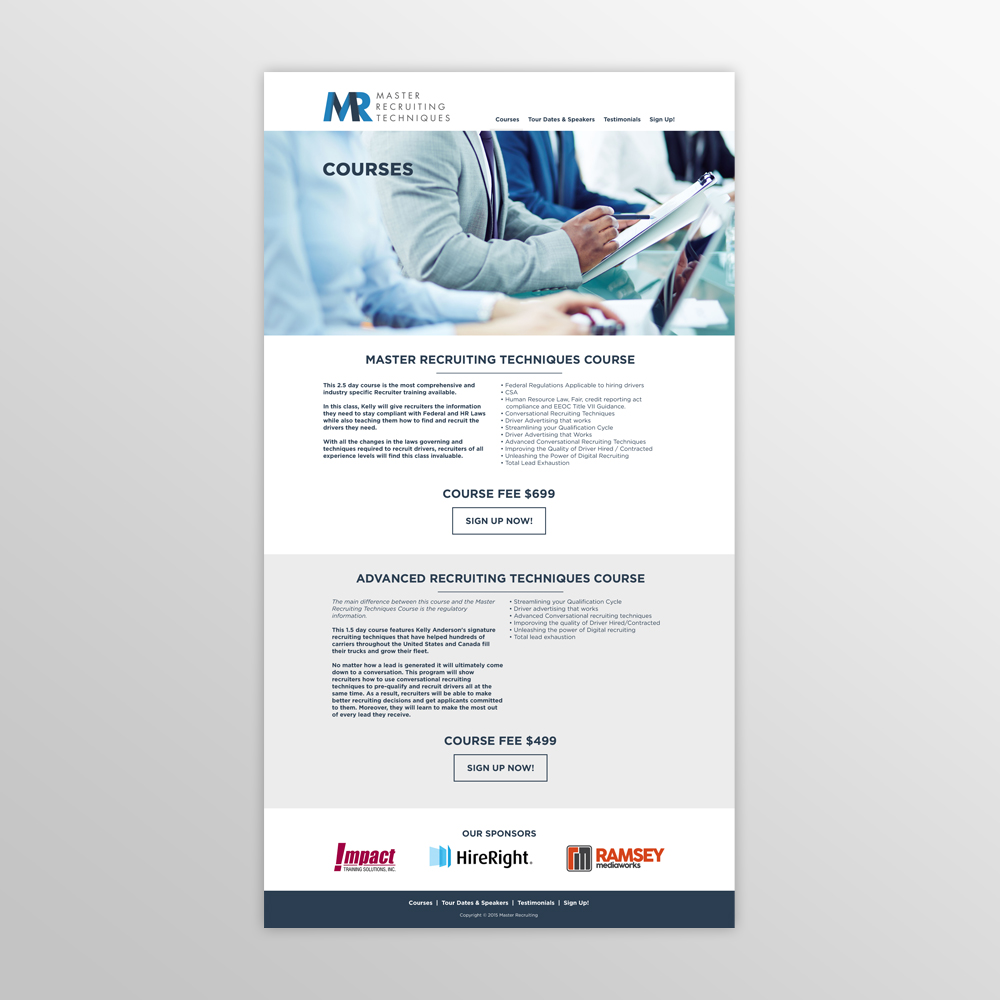 MR MASTER
RECRUITING
TECHNIQUES
Courses Tour Dates & Speakers Testimonials Sign Up!
COURSES
MASTER RECRUITING TECHNIQUES COURSE
This 2.5 day course is the most comprehensive and
industry specific Recruiter training available.
In this class, Kelly will give recruiters the information
they need to stay compliant with Federal and HR Laws
while also teaching them how to find and recruit the
drivers they need.
With all the changes in the laws governing and
techniques required to recruit drivers, recruiters of all
experience levels will find this class invaluable.
• Federal Regulations Applicable to hiring drivers
• CSA
• Human Resource Law, Fair, credit reporting act
compliance and EEOC Title VII Guidance.
• Conversational Recruiting Techniques
• Driver Advertising that works
• Streamlining your Qualification Cycle
• Driver Advertising that Works
• Advanced Conversational Recruiting Techniques
• Improving the Quality of Driver Hired / Contracted
• Unleashing the Power of Digital Recruiting
• Total Lead Exhaustion
COURSE FEE $699
SIGN UP NOW!
ADVANCED RECRUITING TECHNIQUES COURSE
The main difference between this course and the Master
Recruiting Techniques Course is the regulatory
information.
This 1.5 day course features Kelly Anderson's signature
recruiting techniques that have helped hundreds of
carriers throughout the United States and Canada fill
their trucks and grow their fleet.
No matter how a lead is generated it will ultimately come
down to a conversation. This program will show
recruiters how to use conversational recruiting
techniques to pre-qualify and recruit drivers all at the
same time. As a result, recruiters will be able to make
better recruiting decisions and get applicants committed
to them. Moreover, they will learn to make the most out
of every lead they receive.
• Streamlining your Qualification Cycle
• Driver advertising that works
• Advanced Conversational recruiting techniques
• Imporoving the quality of Driver Hired/Contracted
• Unleashing the power of Digital recruiting
• Total lead exhaustion
COURSE FEE $499
SIGN UP NOW!
OUR SPONSORS
Impact
TRAINING SOLUTIONS, INC.
HireRight.
rm RAMSEY
mediaworks
Courses | Tour Dates & Speakers | Testimonials | Sign Up!
Copyright © 2015 Master Recruiting